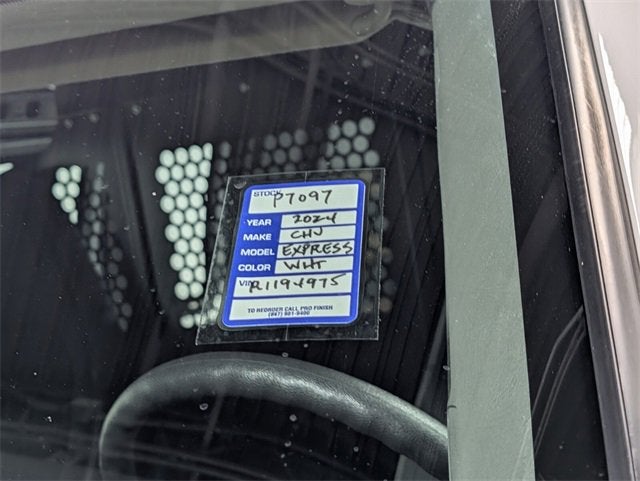 STOCK P7097
YEAR 2024
MAKE CHV
MODEL EXPRESS
COLOR WHT
VIN R1194975
TO REORDER CALL PRO FINISH
(847) 981-9400